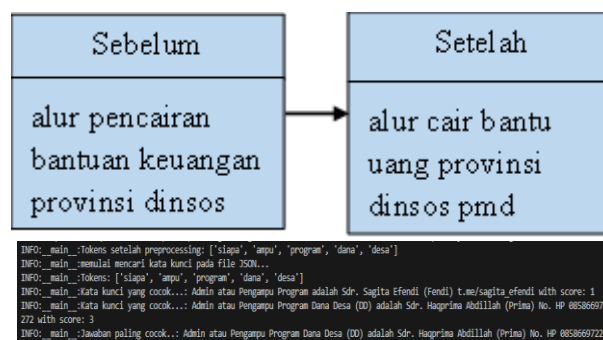 Sebelum
alur pencairan
bantuan keuangan
provinsi dinsos
Setelah
alur cair bantu
uang provinsi
dinsos pmd
INFO:__main__:Tokens setelah preprocessing: ['siapa', 'ampu', 'program', 'dana', 'desa']
INFO:__main__:memulai mencari kata kunci pada file JSON...
INFO:__main__:Tokens: ['siapa', 'ampu', 'program', 'dana', 'desa']
INFO:__main__:Kata kunci yang cocok...: Admin atau Pengampu Program adalah Sdr. Sagita Efendi (Fendi) t.me/sagita_efendi with score: 1
INFO:__main__:Kata kunci yang cocok...: Admin atau Pengampu Program Dana Desa (DD) adalah Sdr. Haqprima Abdillah (Prima) No. HP 08586697
272 with score: 3
INFO:__main__:Jawaban paling cocok..: Admin atau Pengampu Program Dana Desa (DD) adalah Sdr. Haqprima Abdillah (Prima) No. HP 0858669722